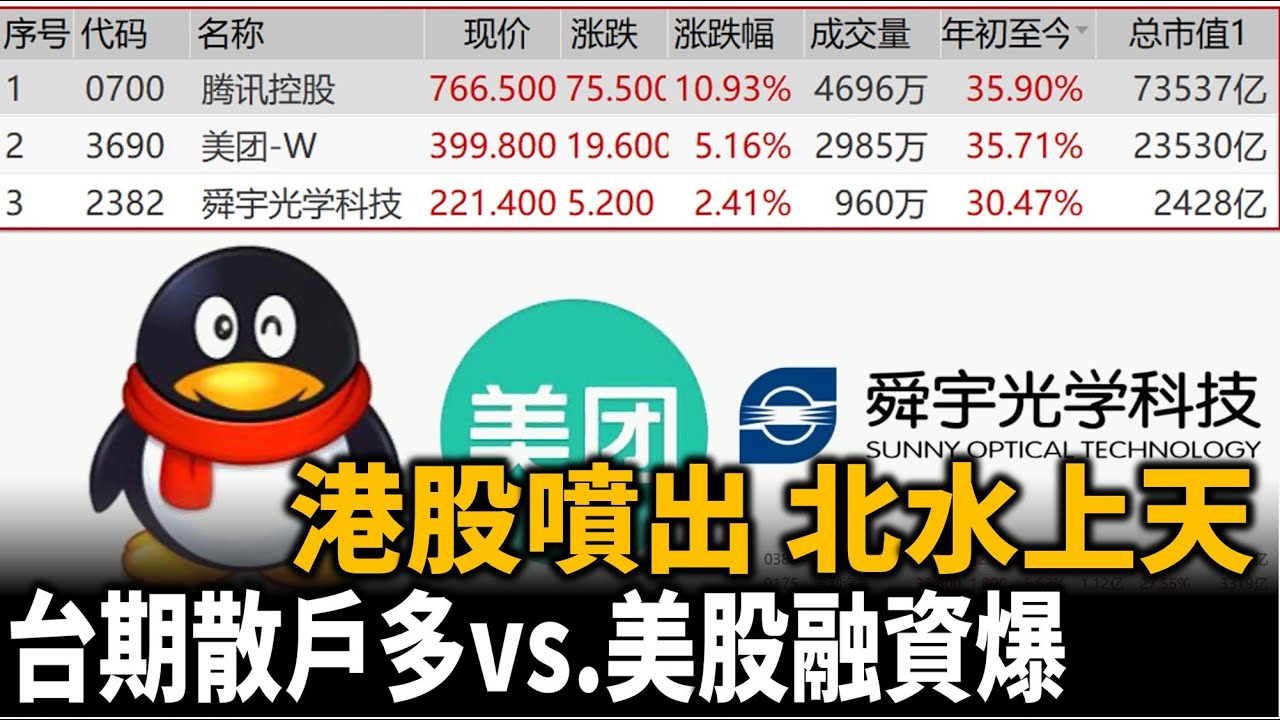 序号 代码 名称 现价 涨跌 涨跌幅 成交量 年初至今 总市值1
1 0700 腾讯控股 766.500 75.500 10.93% 4696万 35.90% 73537亿
2 3690 美团-W 399.800 19.600 5.16% 2985万 35.71% 23530亿
3 2382 舜宇光学科技 221.400 5.200 2.41% 960万 30.47% 2428亿
美团
舜宇光学科技
SUNNY OPTICAL TECHNOLOGY
港股噴出 北水上天
台期散戶多vs.美股融資爆